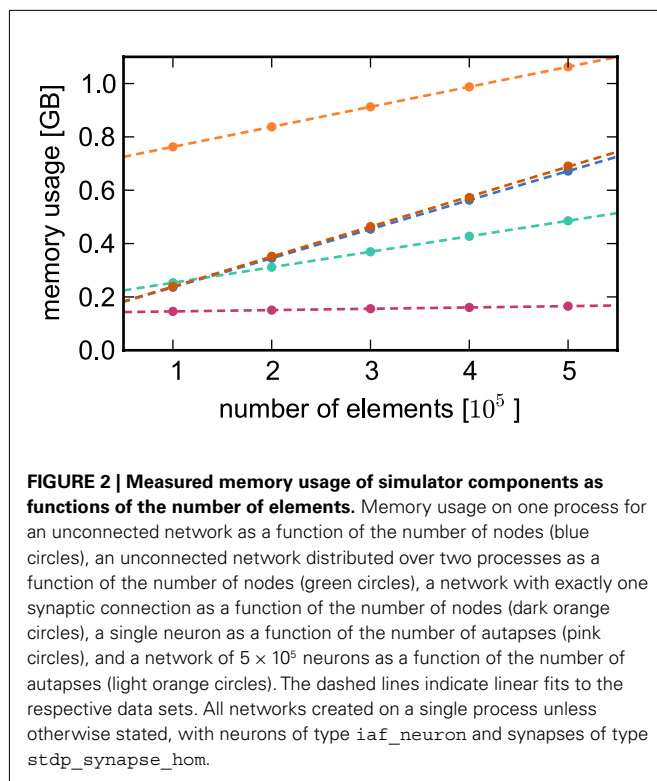 1.0
0.8
0.6
0.4
0.2
0.0
memory usage [GB]
1 2 3 4 5
number of elements [10⁵ ]
FIGURE 2 | Measured memory usage of simulator components as
functions of the number of elements. Memory usage on one process for
an unconnected network as a function of the number of nodes (blue
circles), an unconnected network distributed over two processes as a
function of the number of nodes (green circles), a network with exactly one
synaptic connection as a function of the number of nodes (dark orange
circles), a single neuron as a function of the number of autapses (pink
circles), and a network of 5 × 10⁵ neurons as a function of the number of
autapses (light orange circles). The dashed lines indicate linear fits to the
respective data sets. All networks created on a single process unless
otherwise stated, with neurons of type iaf_neuron and synapses of type
stdp_synapse_hom.